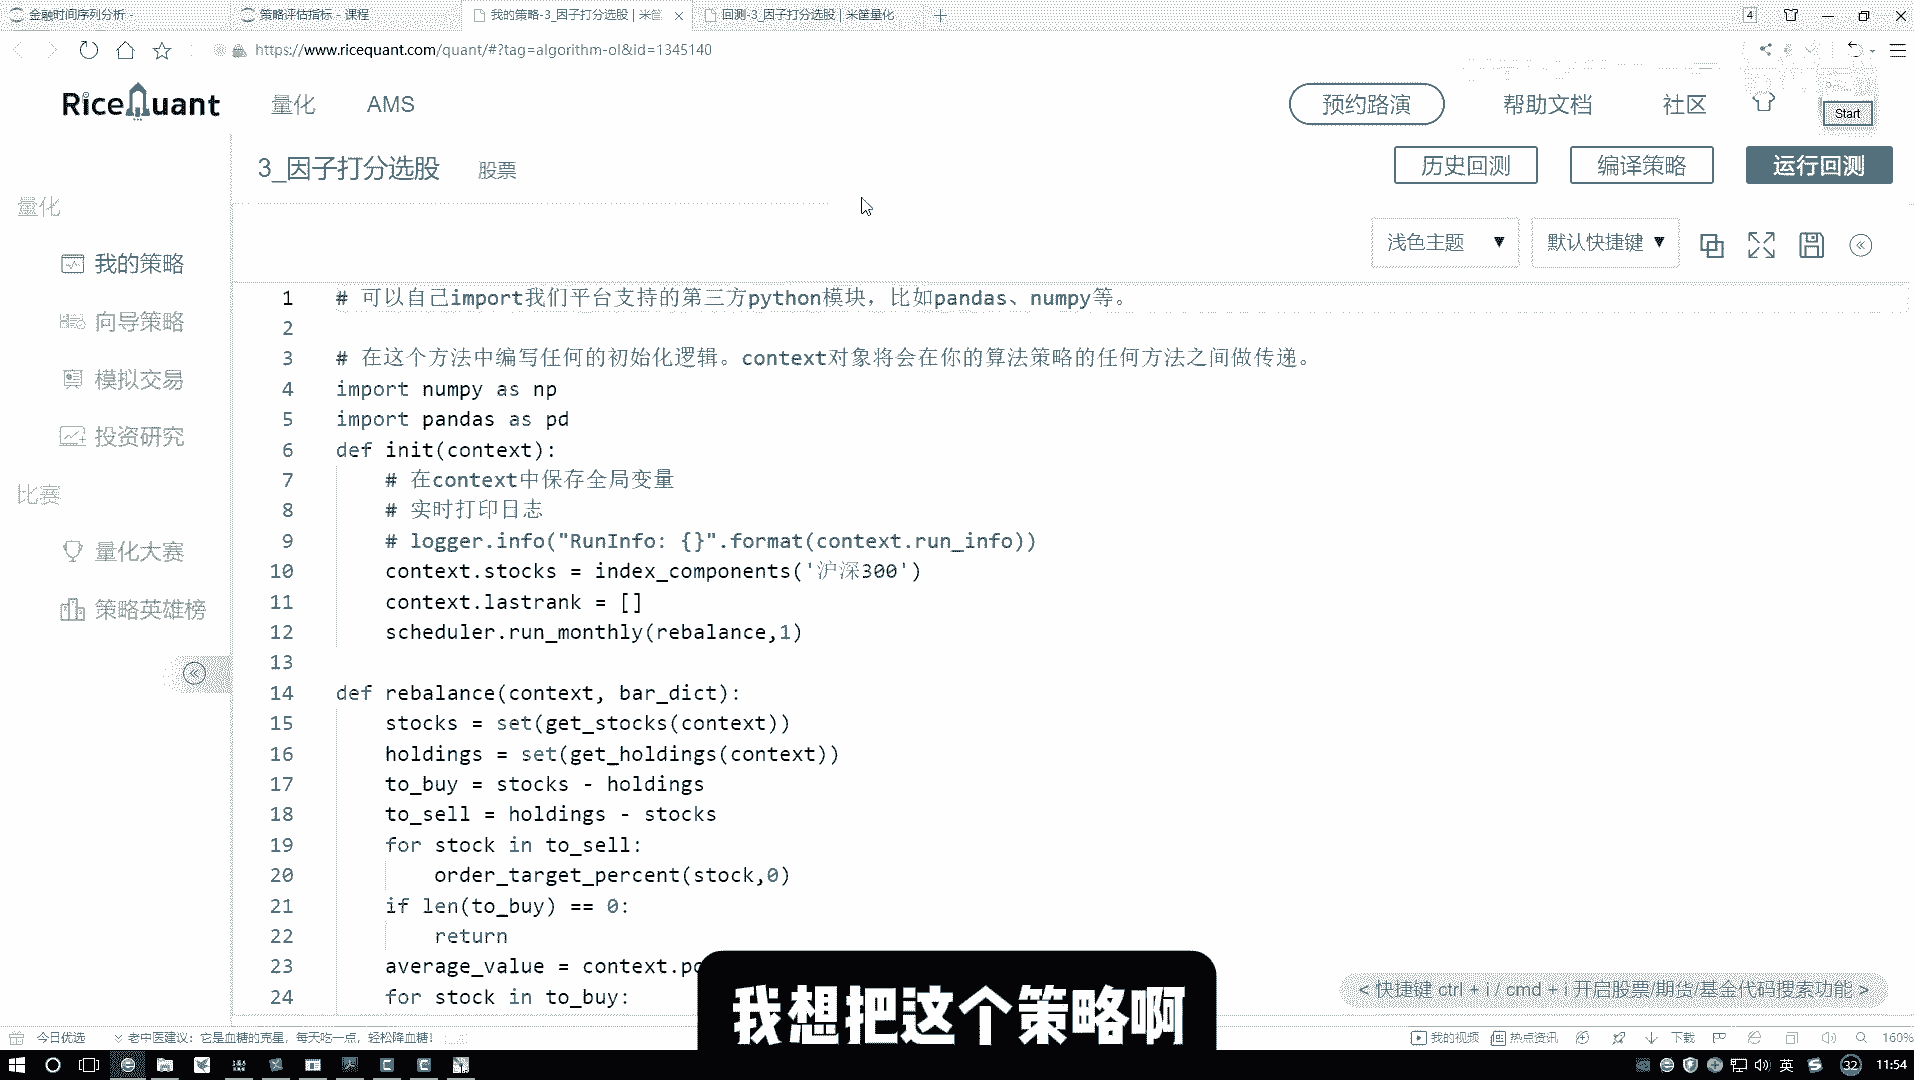 金融时间序列分析 -
策略评估指标 - 课程
我的策略-3_因子打分选股 | 米筐
回测-3_因子打分选股 | 米筐量化
4
https://www.ricequant.com/quant/#?tag=algorithm-ol&id=1345140
RiceQuant
量化
AMS
预约路演
帮助文档
社区
Start
3_因子打分选股
股票
历史回测
编译策略
运行回测
量化
我的策略
向导策略
模拟交易
投资研究
比赛
量化大赛
策略英雄榜
浅色主题
默认快捷键
1 # 可以自己import我们平台支持的第三方python模块，比如pandas、numpy等。
2
3 # 在这个方法中编写任何的初始化逻辑。context对象将会在你的算法策略的任何方法之间做传递。
4 import numpy as np
5 import pandas as pd
6 def init(context):
7 # 在context中保存全局变量
8 # 实时打印日志
9 # logger.info("RunInfo: {}".format(context.run_info))
10 context.stocks = index_components('沪深300')
11 context.lastrank = []
12 scheduler.run_monthly(rebalance,1)
13
14 def rebalance(context, bar_dict):
15 stocks = set(get_stocks(context))
16 holdings = set(get_holdings(context))
17 to_buy = stocks - holdings
18 to_sell = holdings - stocks
19 for stock in to_sell:
20 order_target_percent(stock,0)
21 if len(to_buy) == 0:
22 return
23 average_value = context.po
24 for stock in to_buy:
< 快捷键 ctrl + i / cmd + i 开启股票/期货/基金代码搜索功能 >
我想把这个策略啊
今日优选
老中医建议：它是血糖的克星，每天吃一点，轻松降血糖！
我的视频
热点资讯
下载
160%
英
32
11:54